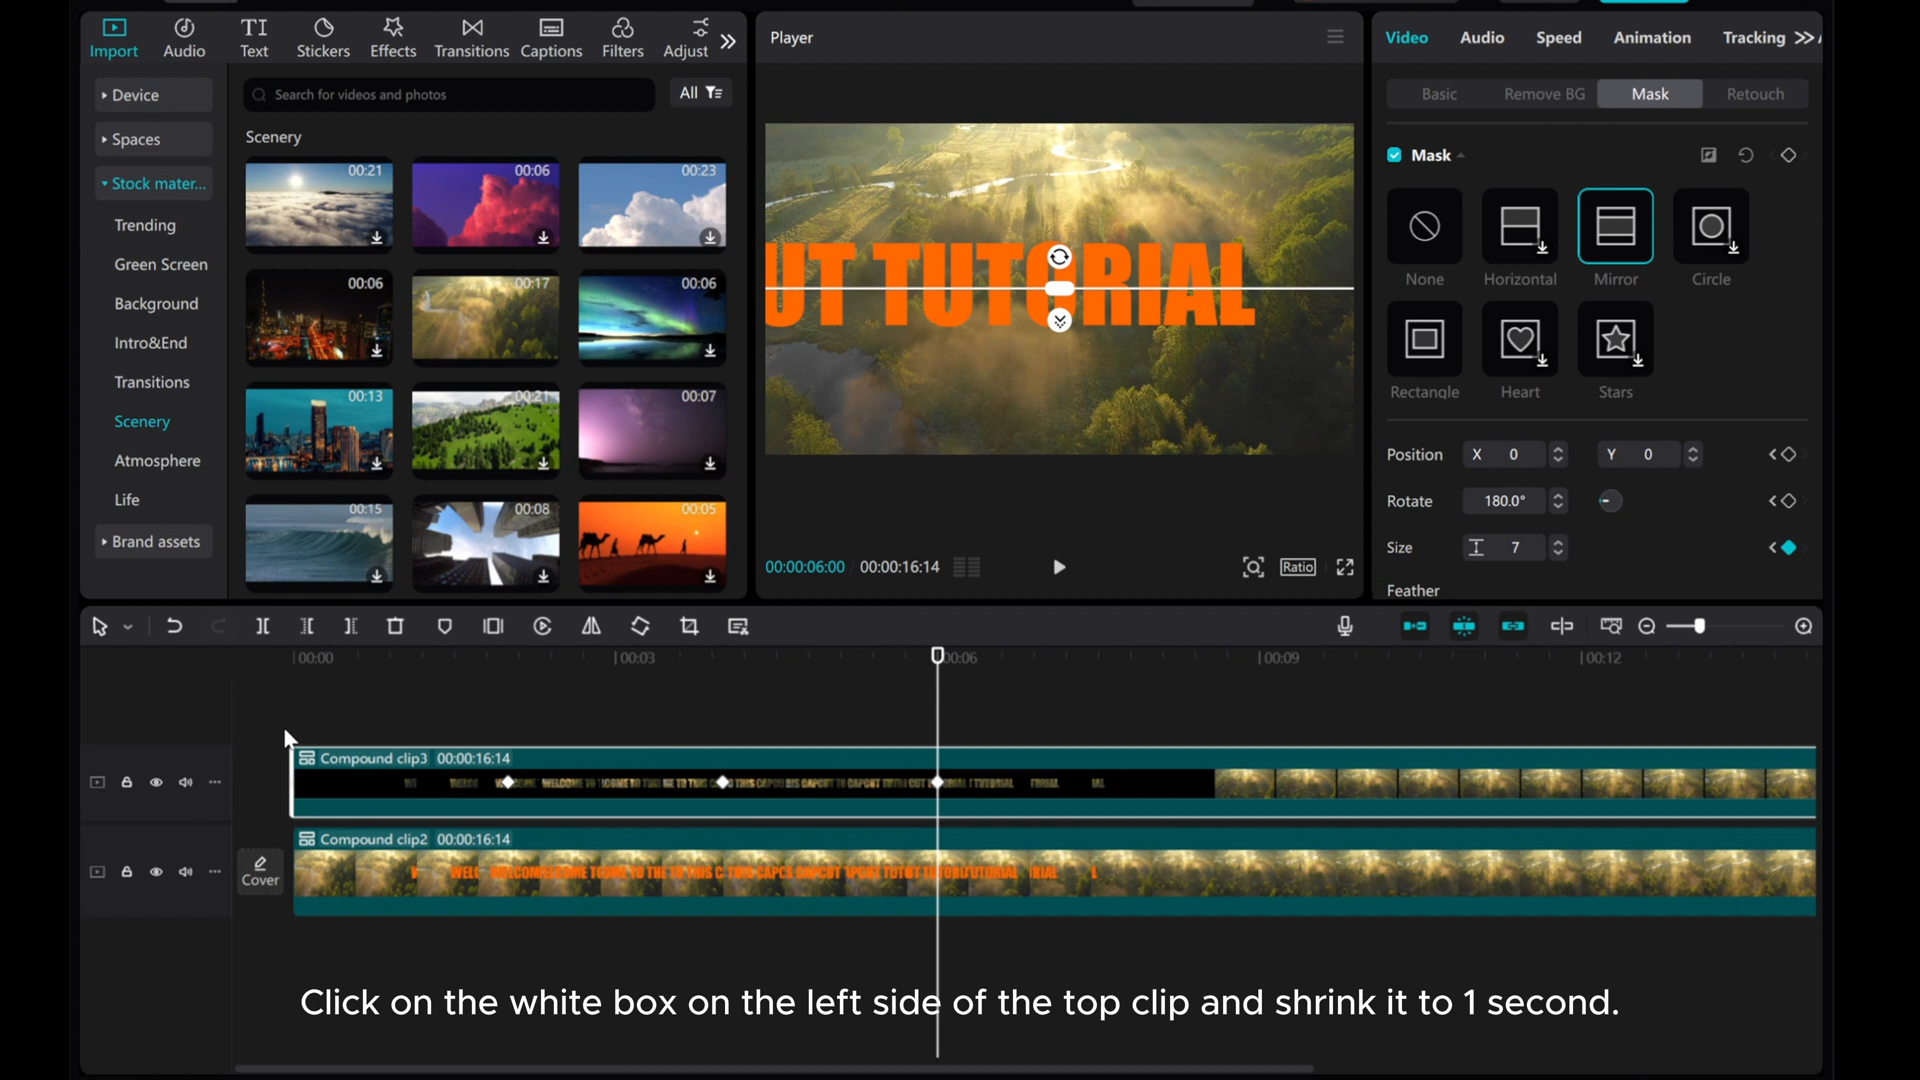 Import
Audio
Text
Stickers
Effects
Transitions
Captions
Filters
Adjust
Device
Spaces
Stock mater...
Trending
Green Screen
Background
Intro&End
Transitions
Scenery
Atmosphere
Life
Brand assets
Search for videos and photos
All
Scenery
00:21
00:06
00:23
00:06
00:17
00:06
00:13
00:21
00:07
00:15
00:08
00:05
Player
UT TUTORIAL
00:00:06:00
00:00:16:14
Ratio
Video
Audio
Speed
Animation
Tracking
Basic
Remove BG
Mask
Retouch
Mask
None
Horizontal
Mirror
Circle
Rectangle
Heart
Stars
Position
X 0
Y 0
Rotate
180.0°
Size
7
Feather
00:00
00:03
00:06
00:09
00:12
Compound clip3 00:00:16:14
Cover
Compound clip2 00:00:16:14
Click on the white box on the left side of the top clip and shrink it to 1 second.